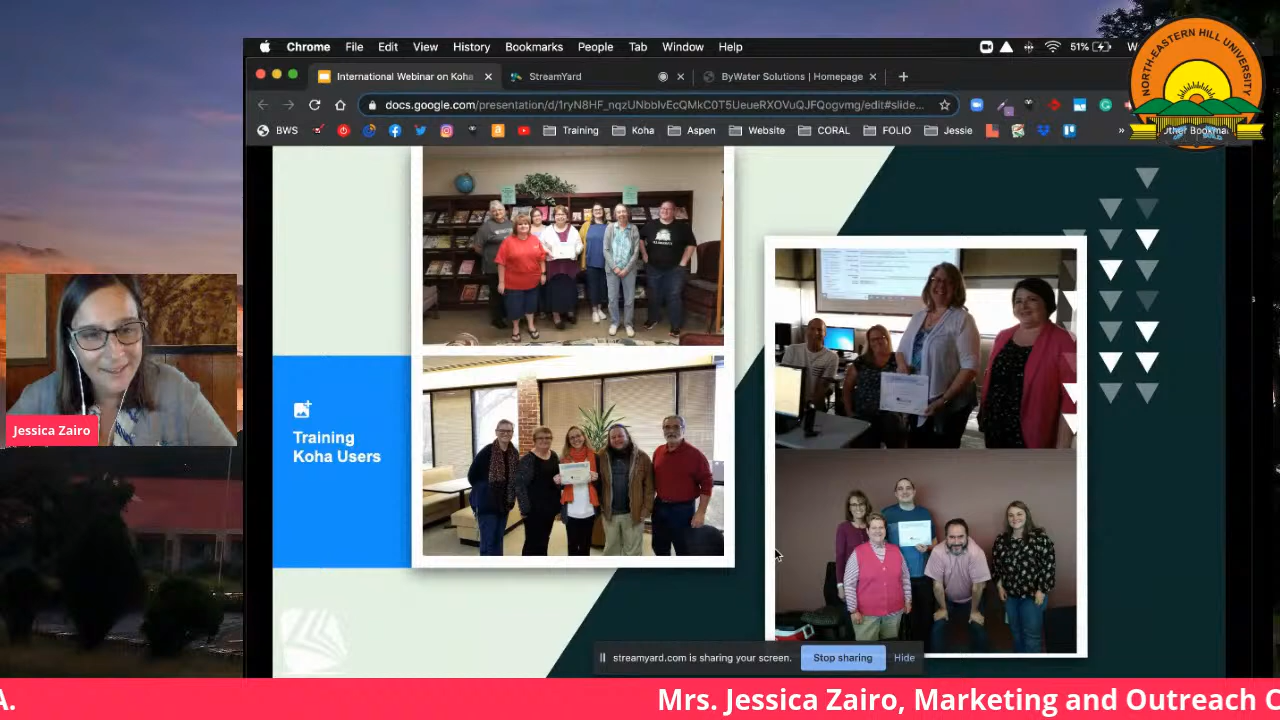 Chrome File Edit View History Bookmarks People Tab Window Help
51%
International Webinar on Koha
StreamYard
ByWater Solutions | Homepage
docs.google.com/presentation/d/1ryN8HF_nqzUNbbIvEcQMkC0T5UeueRXOVuQJFQogvmg/edit#slide...
BWS
Training
Koha
Aspen
Website
CORAL
FOLIO
Jessie
»
Other Bookmar
NORTH-EASTERN HILL UNIVERSITY
Training
Koha Users
Jessica Zairo
streamyard.com is sharing your screen.
Stop sharing
Hide
A.
Mrs. Jessica Zairo, Marketing and Outreach C